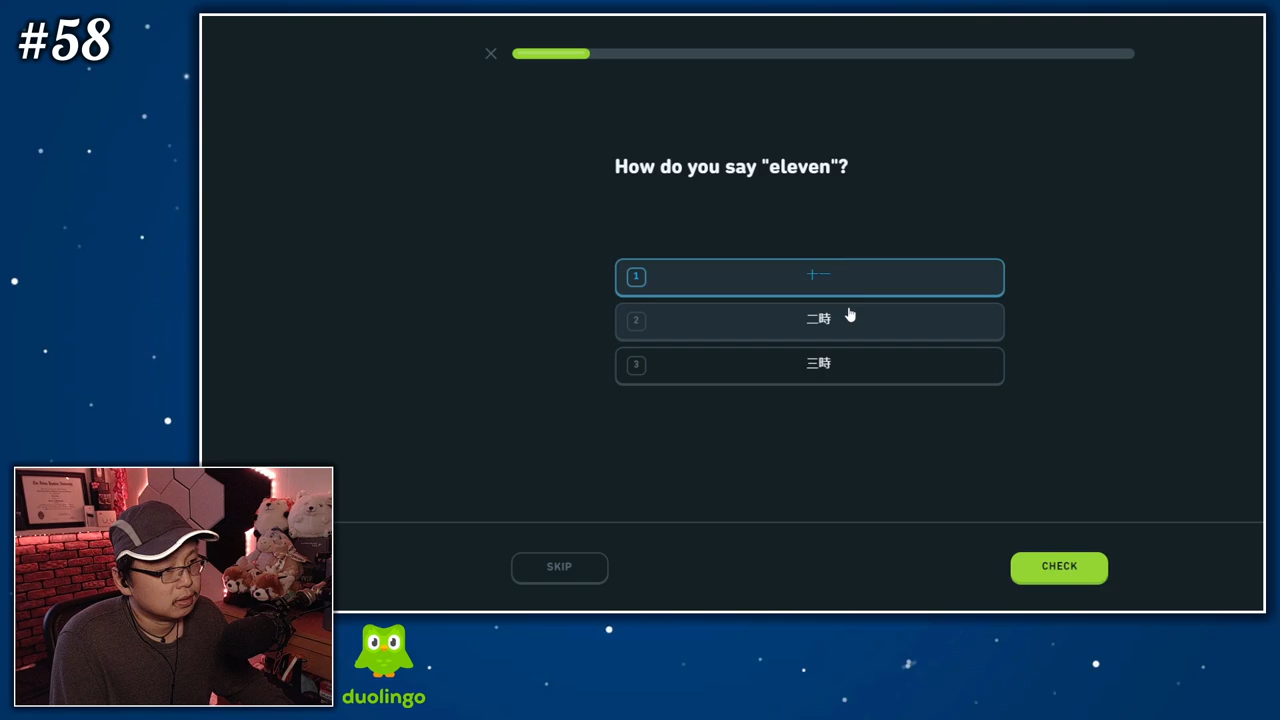 #58
How do you say "eleven"?
1
十一
2
二時
3
三時
SKIP
CHECK
duolingo